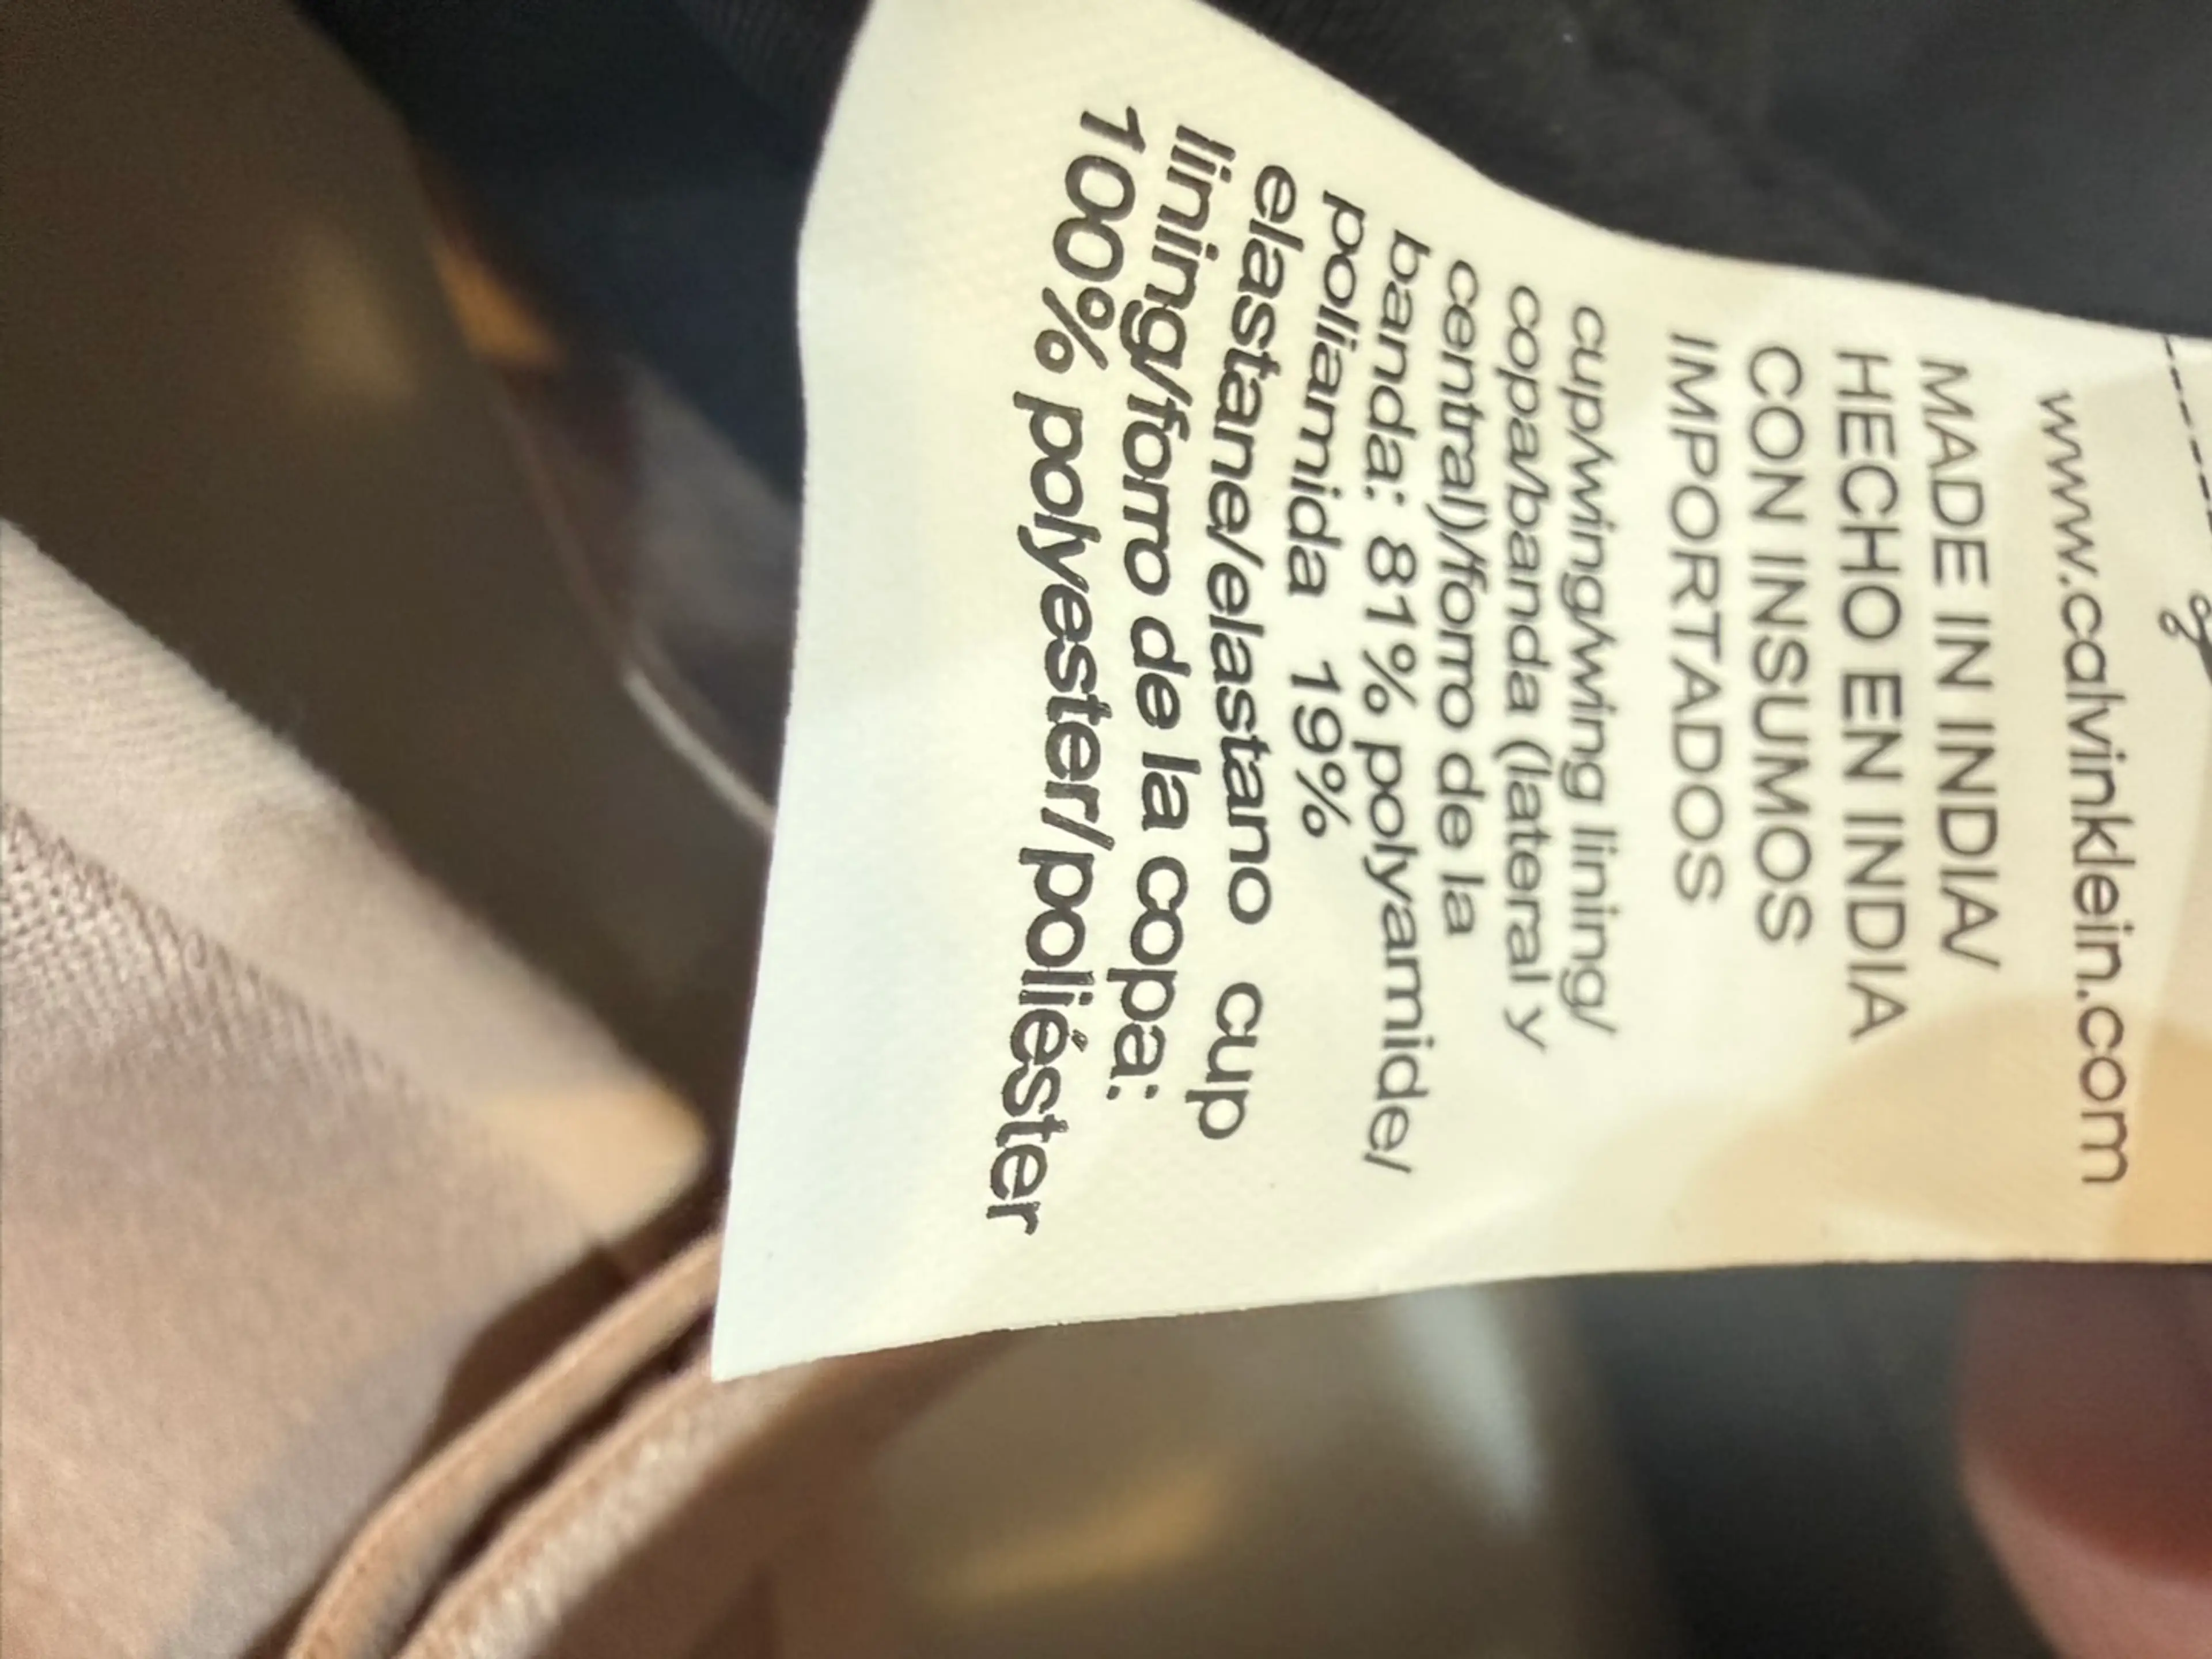 www.calvinklein.com
MADE IN INDIA/
HECHO EN INDIA
CON INSUMOS
IMPORTADOS
cup/wing/wing lining/
copa/banda (lateral y
central)/forro de la
banda: 81% polyamide/
poliamida 19%
elastane/elastano cup
lining/forro de la copa:
100% polyester/poliéster